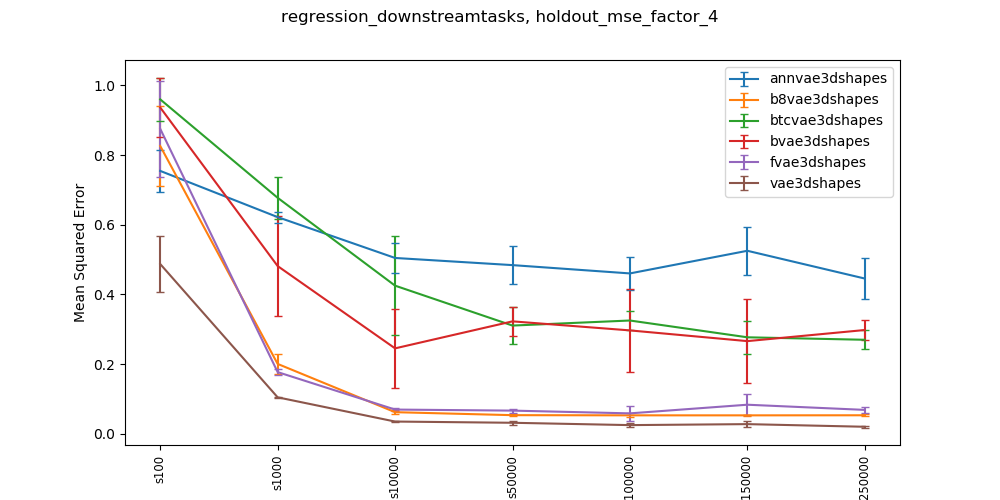 regression_downstreamtasks, holdout_mse_factor_4
annvae3dshapes
b8vae3dshapes
btcvae3dshapes
bvae3dshapes
fvae3dshapes
vae3dshapes
Mean Squared Error
1.0
0.8
0.6
0.4
0.2
0.0
s100
s1000
s10000
s50000
100000
150000
250000